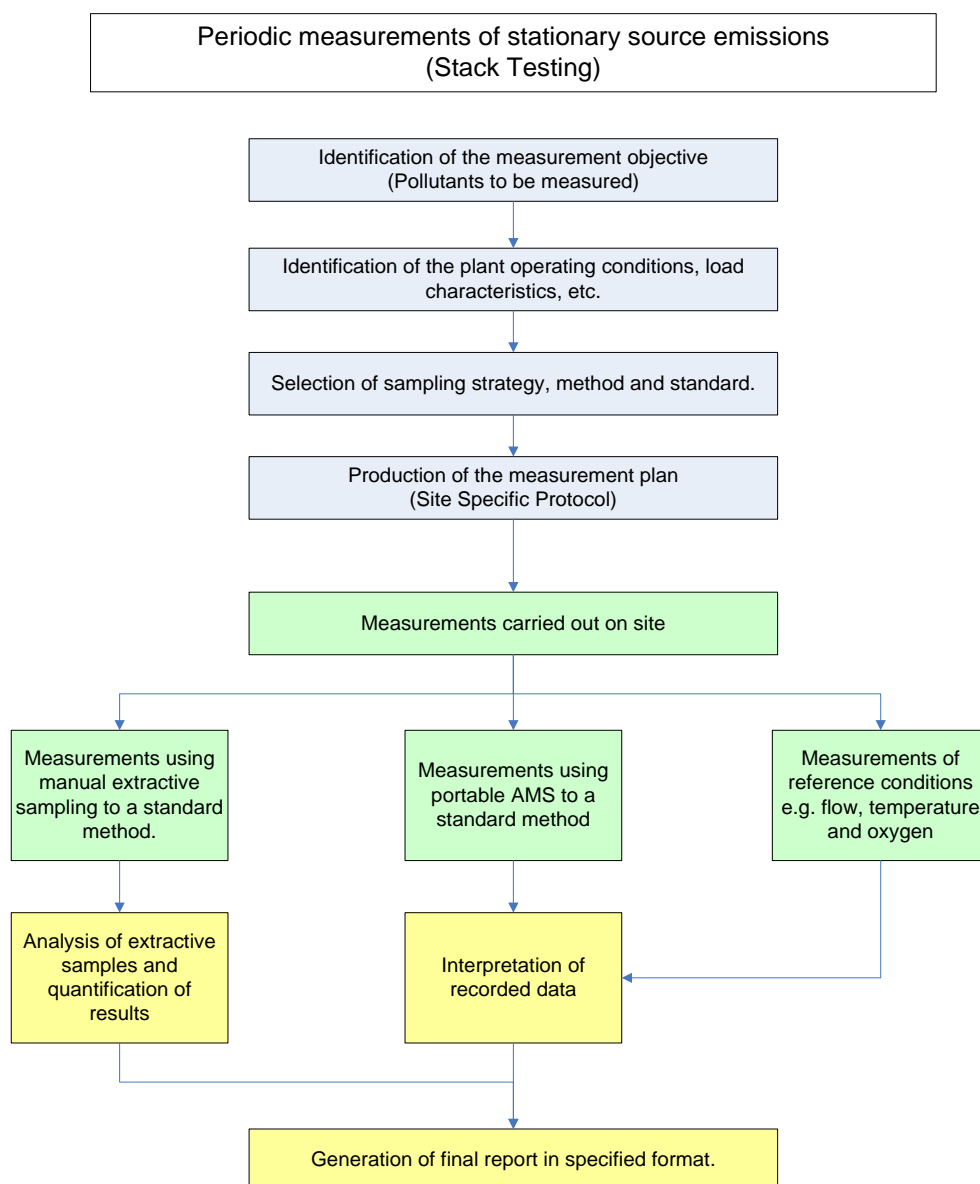 Periodic measurements of stationary source emissions
(Stack Testing)
Identification of the measurement objective
(Pollutants to be measured)
Identification of the plant operating conditions, load
characteristics, etc.
Selection of sampling strategy, method and standard.
Production of the measurement plan
(Site Specific Protocol)
Measurements carried out on site
Measurements using
manual extractive
sampling to a standard
method.
Measurements using
portable AMS to a
standard method
Measurements of
reference conditions
e.g. flow, temperature
and oxygen
Analysis of extractive
samples and
quantification of
results
Interpretation of
recorded data
Generation of final report in specified format.